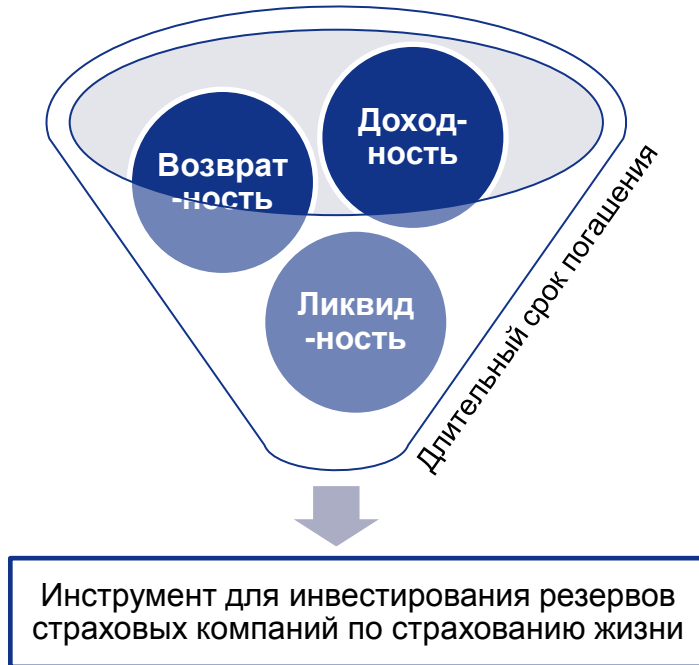 Доход-
ность
Возврат
-ность
Ликвид
-ность
Длительный срок погашения
Инструмент для инвестирования резервов
страховых компаний по страхованию жизни